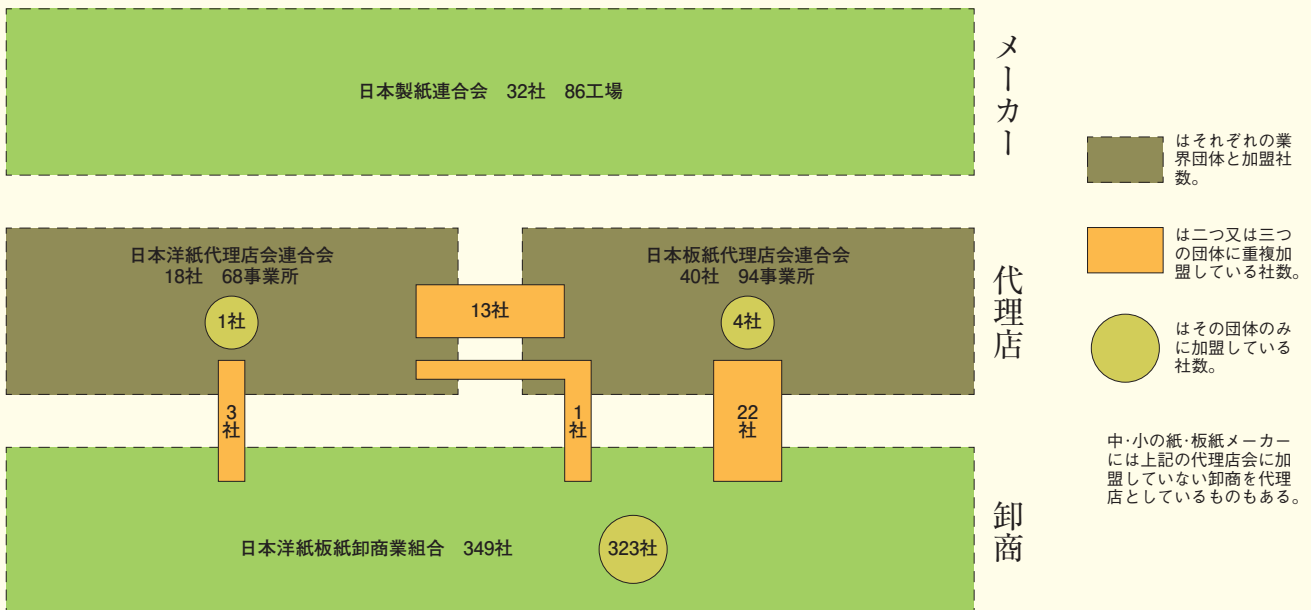 日本製紙連合会　32社　86工場
メーカー
日本洋紙代理店会連合会
18社　68事業所
1社
13社
日本板紙代理店会連合会
40社　94事業所
4社
3
社
1
社
22
社
代理店
日本洋紙板紙卸商業組合　349社
323社
卸商
はそれぞれの業
界団体と加盟社
数。
は二つ又は三つ
の団体に重複加
盟している社数。
はその団体のみ
に加盟している
社数。
中・小の紙・板紙メーカー
には上記の代理店会に加
盟していない卸商を代理
店としているものもある。